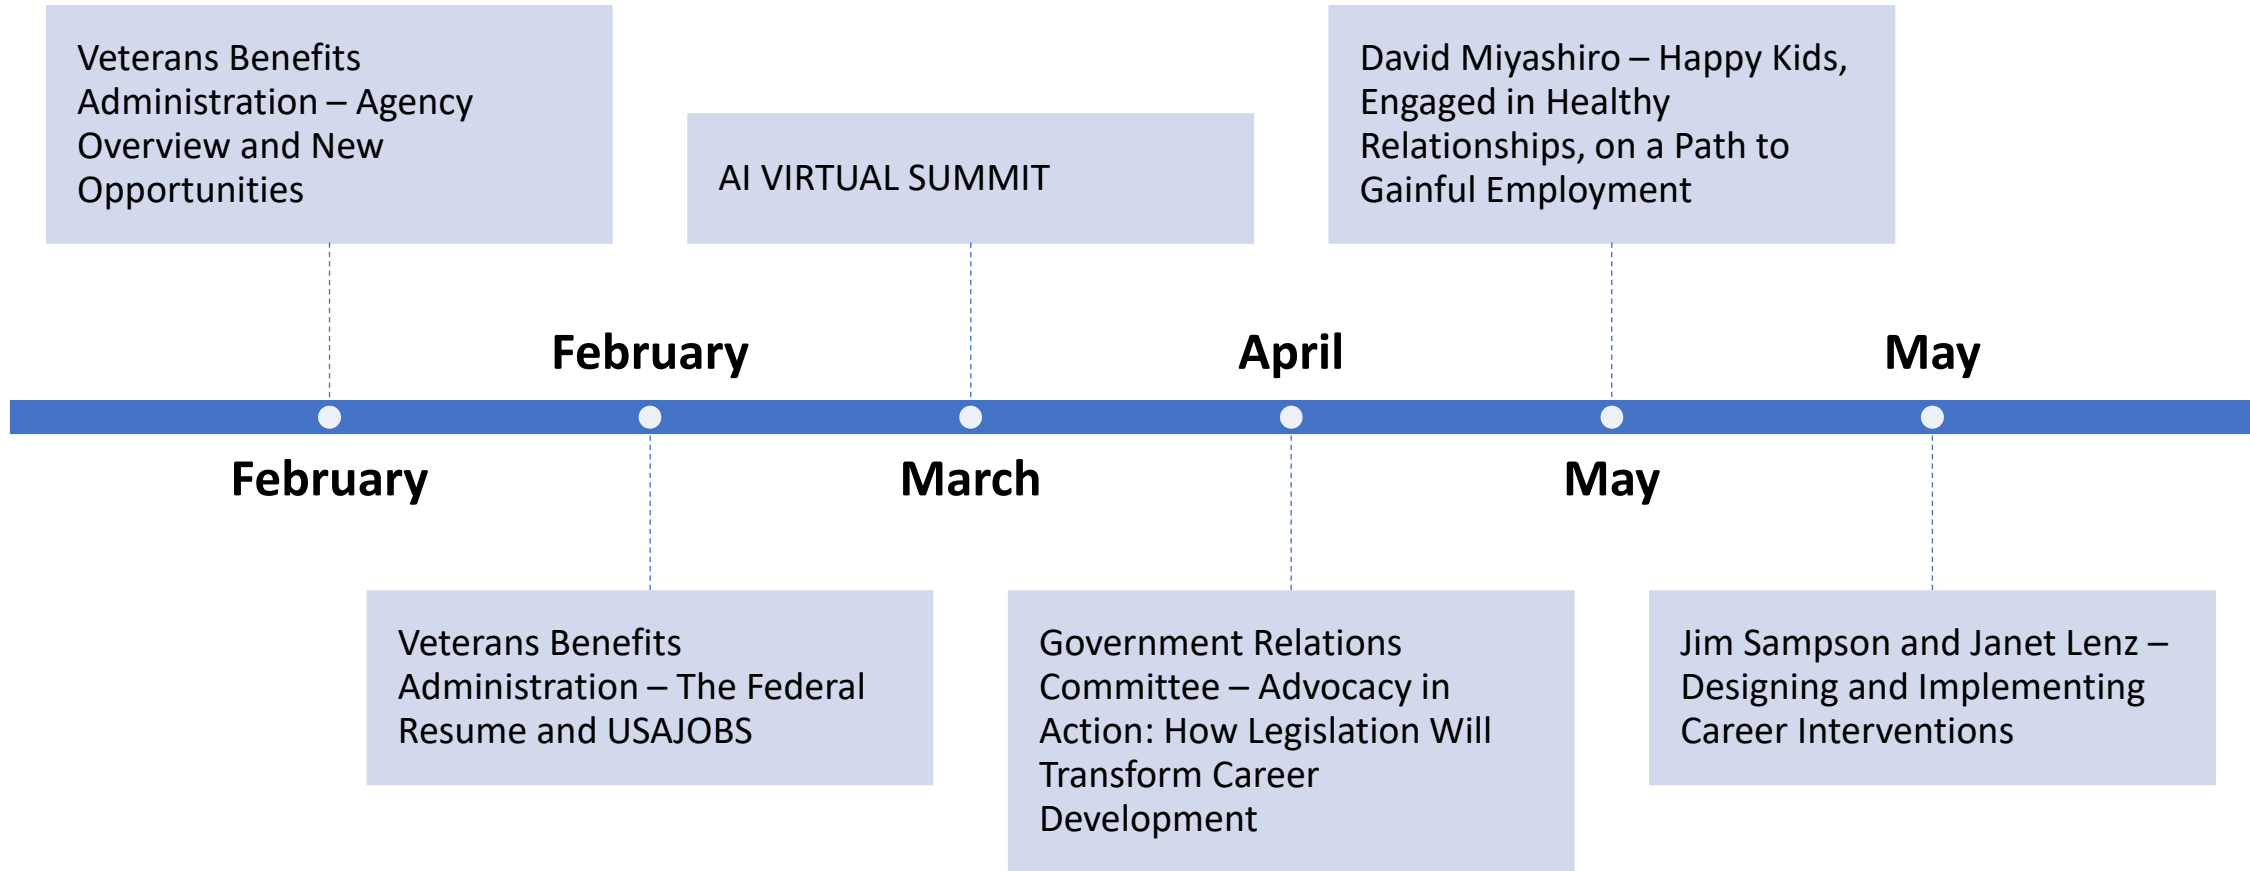 Veterans Benefits
Administration – Agency
Overview and New
Opportunities
February
February
Veterans Benefits
Administration – The Federal
Resume and USAJOBS
AI VIRTUAL SUMMIT
March
April
Government Relations
Committee – Advocacy in
Action: How Legislation Will
Transform Career
Development
David Miyashiro – Happy Kids,
Engaged in Healthy
Relationships, on a Path to
Gainful Employment
May
May
Jim Sampson and Janet Lenz –
Designing and Implementing
Career Interventions